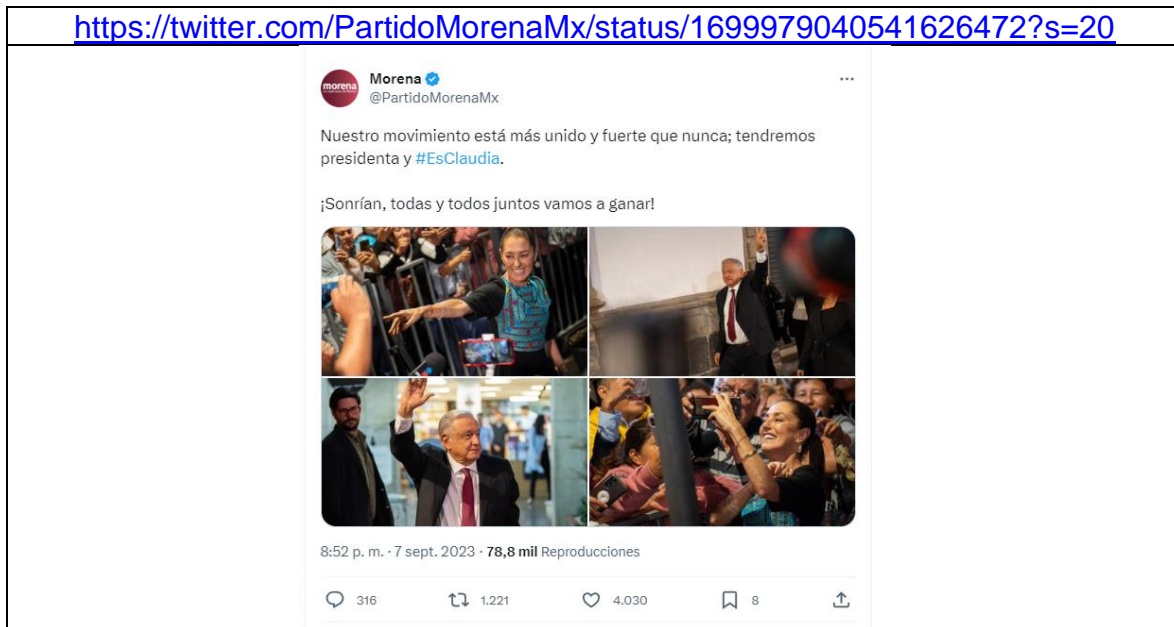 https://twitter.com/PartidoMorenaMx/status/1699979040541626472?s=20
morena
Morena
@PartidoMorenaMx
Nuestro movimiento está más unido y fuerte que nunca; tendremos
presidenta y #EsClaudia.
¡Sonrían, todas y todos juntos vamos a ganar!
8:52 p. m. · 7 sept. 2023 · 78,8 mil Reproducciones
316 1.221 4.030 8